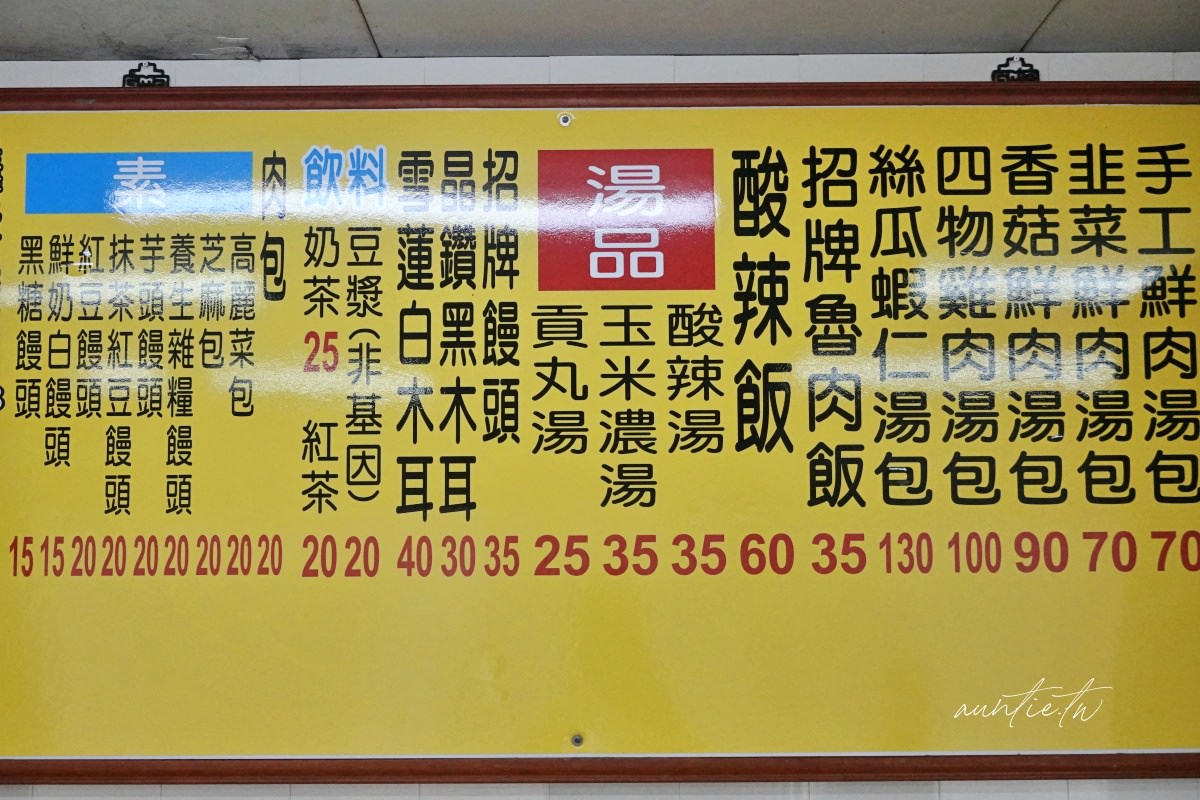 手工鮮肉湯包 70
韭菜鮮肉湯包 70
香菇鮮肉湯包 90
四物雞肉湯包 100
絲瓜蝦仁湯包 130
招牌魯肉飯 35
酸辣飯 60
湯品
酸辣湯 35
玉米濃湯 35
貢丸湯 25
招牌饅頭 35
晶鑽黑木耳 30
雪蓮白木耳 40
飲料
豆漿(非基因) 20
奶茶 25
紅茶 20
肉包 20
素
高麗菜包 20
芝麻包 20
養生雜糧饅頭 20
芋頭饅頭 20
抹茶紅豆饅頭 20
紅豆饅頭 20
鮮奶白饅頭 15
黑糖饅頭 15
auntie.tw